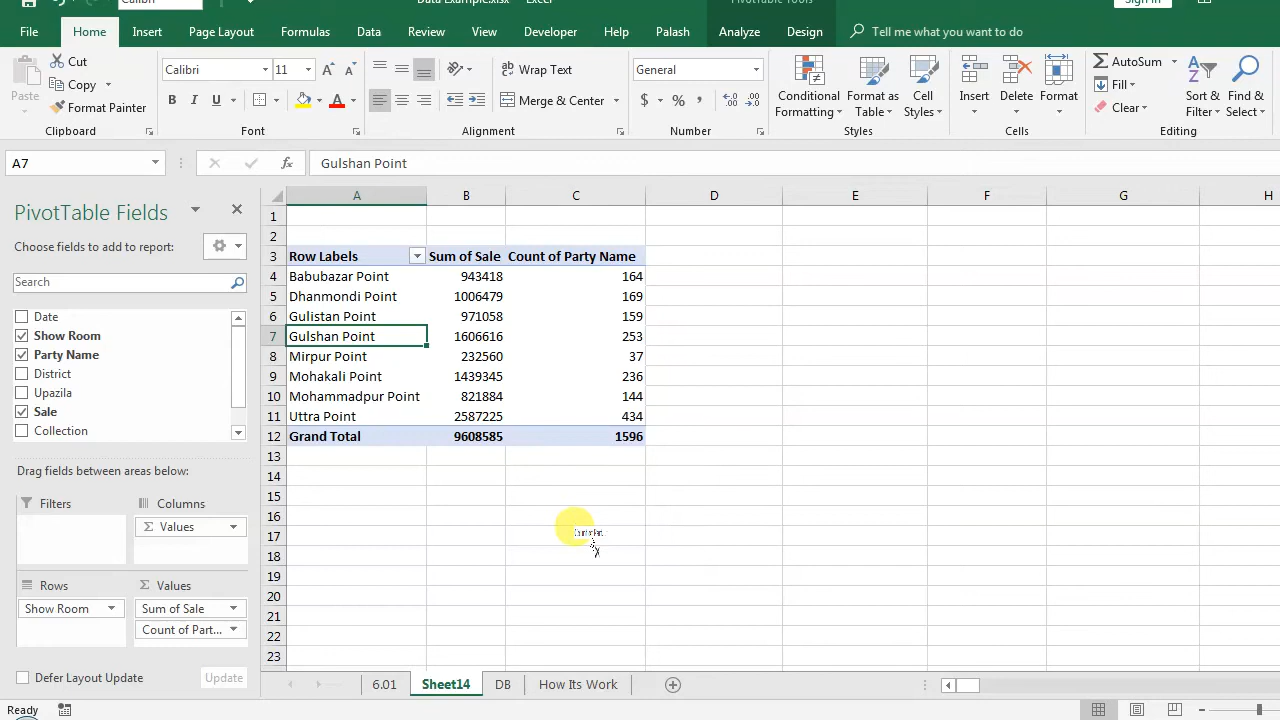 Calibri
Data Example.xlsx - Excel
PivotTable Tools
Sign in
File Home Insert Page Layout Formulas Data Review View Developer Help Palash Analyze Design Tell me what you want to do
Paste
Cut
Copy
Format Painter
Clipboard
Calibri 11
B I U A
Font
Wrap Text
Merge & Center
Alignment
General
$ % ,
Number
Conditional Formatting
Format as Table
Cell Styles
Styles
Insert Delete Format
Cells
AutoSum
Fill
Clear
Sort & Filter
Find & Select
Editing
A7 fx Gulshan Point
PivotTable Fields
Choose fields to add to report:
Search
Date
Show Room
Party Name
District
Upazila
Sale
Collection
Drag fields between areas below:
Filters Columns
Values
Rows Values
Show Room Sum of Sale
Count of Part...
Defer Layout Update Update
A B C D E F G H
1
2
3 Row Labels Sum of Sale Count of Party Name
4 Babubazar Point 943418 164
5 Dhanmondi Point 1006479 169
6 Gulistan Point 971058 159
7 Gulshan Point 1606616 253
8 Mirpur Point 232560 37
9 Mohakali Point 1439345 236
10 Mohammadpur Point 821884 144
11 Uttra Point 2587225 434
12 Grand Total 9608585 1596
13
14
15
16
17
18
19
20
21
22
23
6.01 Sheet14 DB How Its Work
Ready